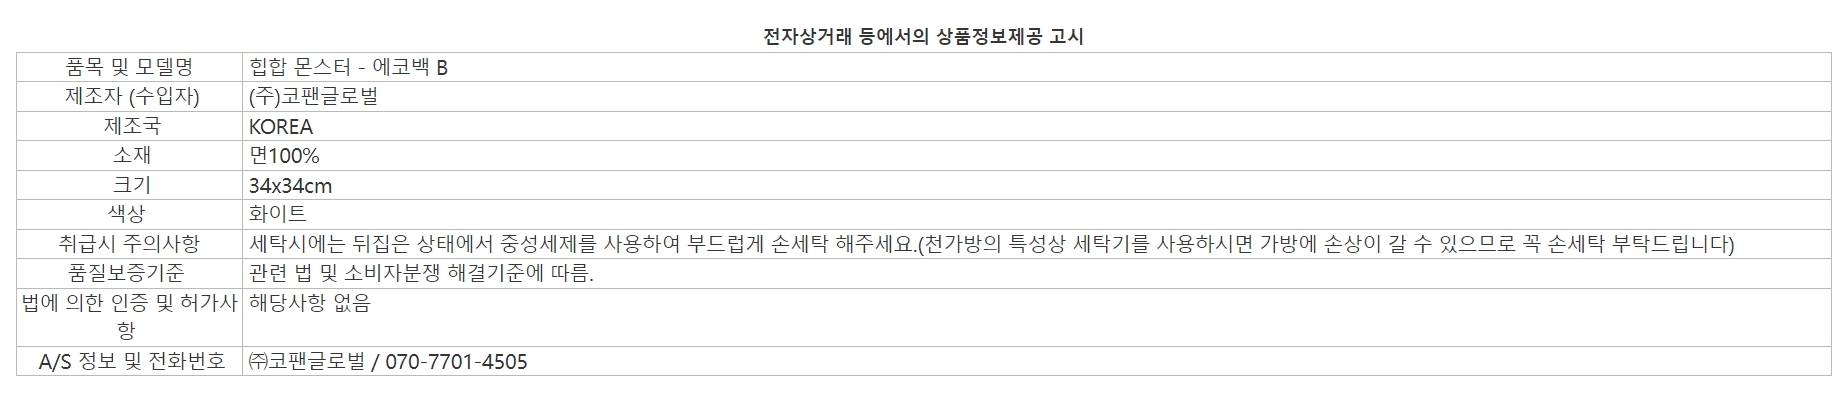 전자상거래 등에서의 상품정보제공 고시
품목 및 모델명 힙합 몬스터 - 에코백 B
제조자 (수입자) (주)코팬글로벌
제조국 KOREA
소재 면100%
크기 34x34cm
색상 화이트
취급시 주의사항 세탁시에는 뒤집은 상태에서 중성세제를 사용하여 부드럽게 손세탁 해주세요.(천가방의 특성상 세탁기를 사용하시면 가방에 손상이 갈 수 있으므로 꼭 손세탁 부탁드립니다)
품질보증기준 관련 법 및 소비자분쟁 해결기준에 따름.
법에 의한 인증 및 허가사 해당사항 없음
항
A/S 정보 및 전화번호 ㈜코팬글로벌 / 070-7701-4505